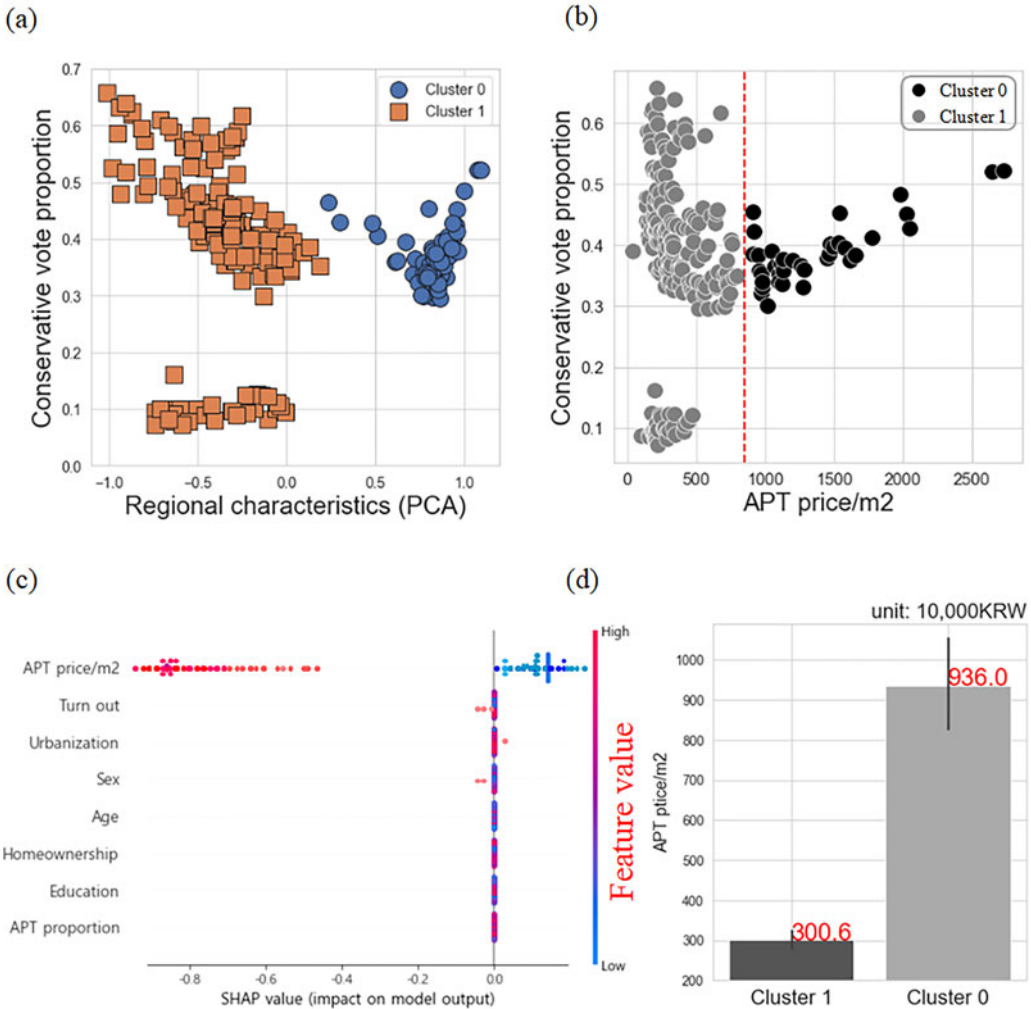 (a)
Conservative vote proportion
0.7
0.6
0.5
0.4
0.3
0.2
0.1
0.0
Cluster 0
Cluster 1
−1.0 −0.5 0.0 0.5 1.0
Regional characteristics (PCA)
(b)
Conservative vote proportion
0.6
0.5
0.4
0.3
0.2
0.1
Cluster 0
Cluster 1
0 500 1000 1500 2000 2500
APT price/m2
(c)
APT price/m2
Turn out
Urbanization
Sex
Age
Homeownership
Education
APT proportion
-0.8 -0.6 -0.4 -0.2 0.0
SHAP value (impact on model output)
High
Feature value
Low
(d)
unit: 10,000KRW
APT ptice/m2
1000
900
800
700
600
500
400
300
200
300.6
936.0
Cluster 1 Cluster 0